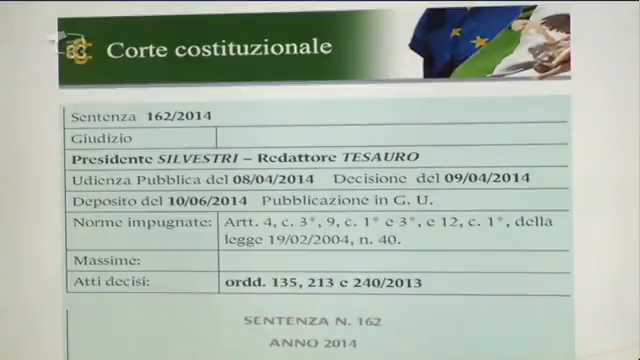 Corte costituzionale
Sentenza 162/2014
Giudizio
Presidente SILVESTRI – Redattore TESAURO
Udienza Pubblica del 08/04/2014 Decisione del 09/04/2014
Deposito del 10/06/2014 Pubblicazione in G. U.
Norme impugnate: Artt. 4, c. 3°, 9, c. 1° e 3°, e 12, c. 1°, della
legge 19/02/2004, n. 40.
Massime:
Atti decisi: ordd. 135, 213 e 240/2013
SENTENZA N. 162
ANNO 2014